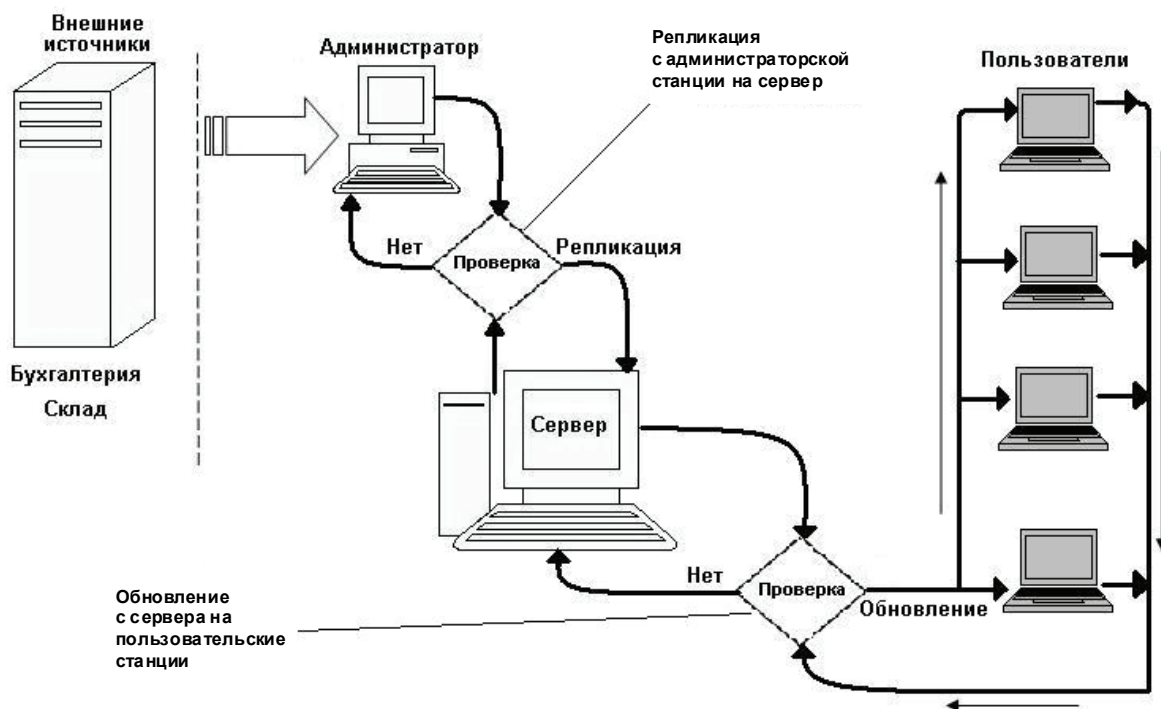 Внешние
источники
Администратор
Репликация
с администраторской
станции на сервер
Пользователи
Нет
Репликация
Проверка
Бухгалтерия
Склад
Сервер
Нет
Проверка
Обновление
Обновление
с сервера на
пользовательские
станции